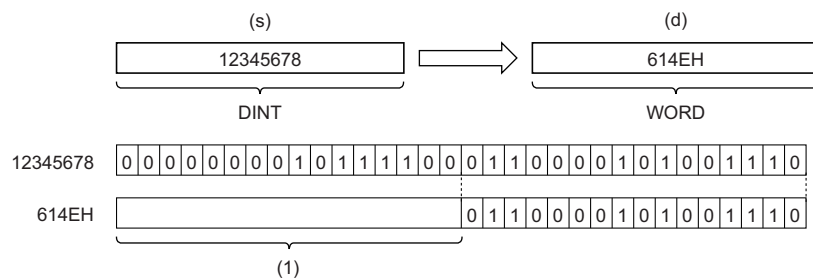 (s) (d)
12345678 614EH
DINT WORD
12345678 0 0 0 0 0 0 0 0 1 0 1 1 1 1 0 0 0 1 1 0 0 0 0 1 0 1 0 0 1 1 1 0
614EH 0 1 1 0 0 0 0 1 0 1 0 0 1 1 1 0
(1)